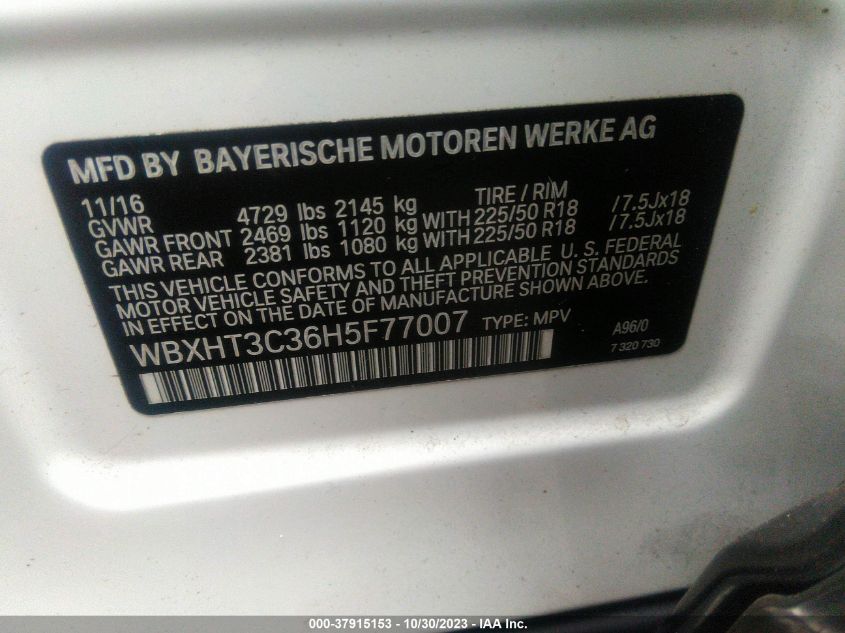 MFD BY BAYERISCHE MOTOREN WERKE AG
11/16 TIRE / RIM
GVWR 4729 lbs 2145 kg
GAWR FRONT 2469 lbs 1120 kg WITH 225/50 R18 /7.5Jx18
GAWR REAR 2381 lbs 1080 kg WITH 225/50 R18 /7.5Jx18
THIS VEHICLE CONFORMS TO ALL APPLICABLE U. S. FEDERAL
MOTOR VEHICLE SAFETY AND THEFT PREVENTION STANDARDS
IN EFFECT ON THE DATE OF MANUFACTURE SHOWN ABOVE.
WBXHT3C36H5F77007 TYPE: MPV A96/0
7 320 730
000-37915153 - 10/30/2023 - IAA Inc.